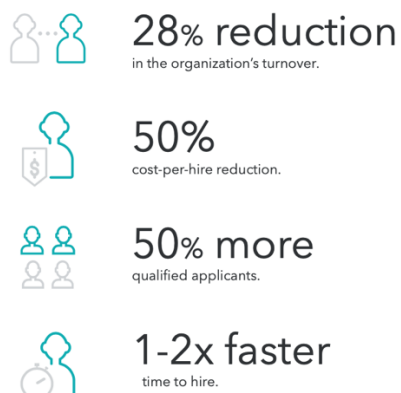 28% reduction
in the organization's turnover.
$
50%
cost-per-hire reduction.
50% more
qualified applicants.
1-2x faster
time to hire.